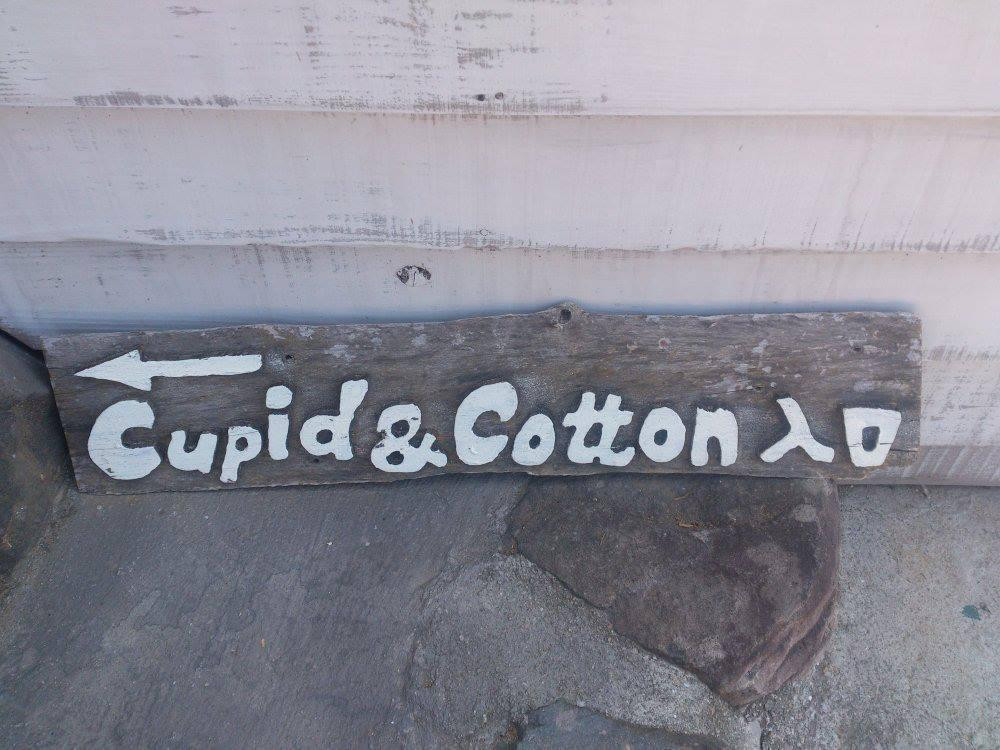 Cupid & Cotton 入口